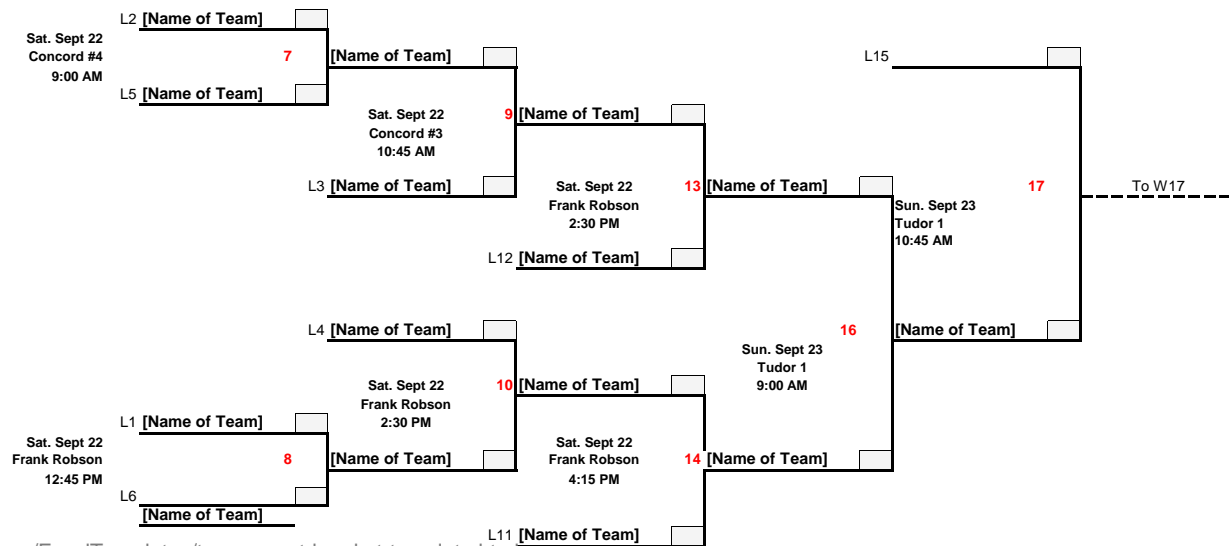 L2 [Name of Team]
Sat. Sept 22
Concord #4
9:00 AM
7
[Name of Team]
L15
L5 [Name of Team]
Sat. Sept 22
Concord #3
10:45 AM
9 [Name of Team]
L3 [Name of Team]
Sat. Sept 22
Frank Robson
2:30 PM
13 [Name of Team]
17
To W17
Sun. Sept 23
Tudor 1
10:45 AM
L12 [Name of Team]
L4 [Name of Team]
16
[Name of Team]
Sun. Sept 23
Tudor 1
9:00 AM
Sat. Sept 22
Frank Robson
2:30 PM
10 [Name of Team]
L1 [Name of Team]
Sat. Sept 22
Frank Robson
12:45 PM
8
[Name of Team]
Sat. Sept 22
Frank Robson
4:15 PM
14 [Name of Team]
L6
[Name of Team]
L11 [Name of Team]